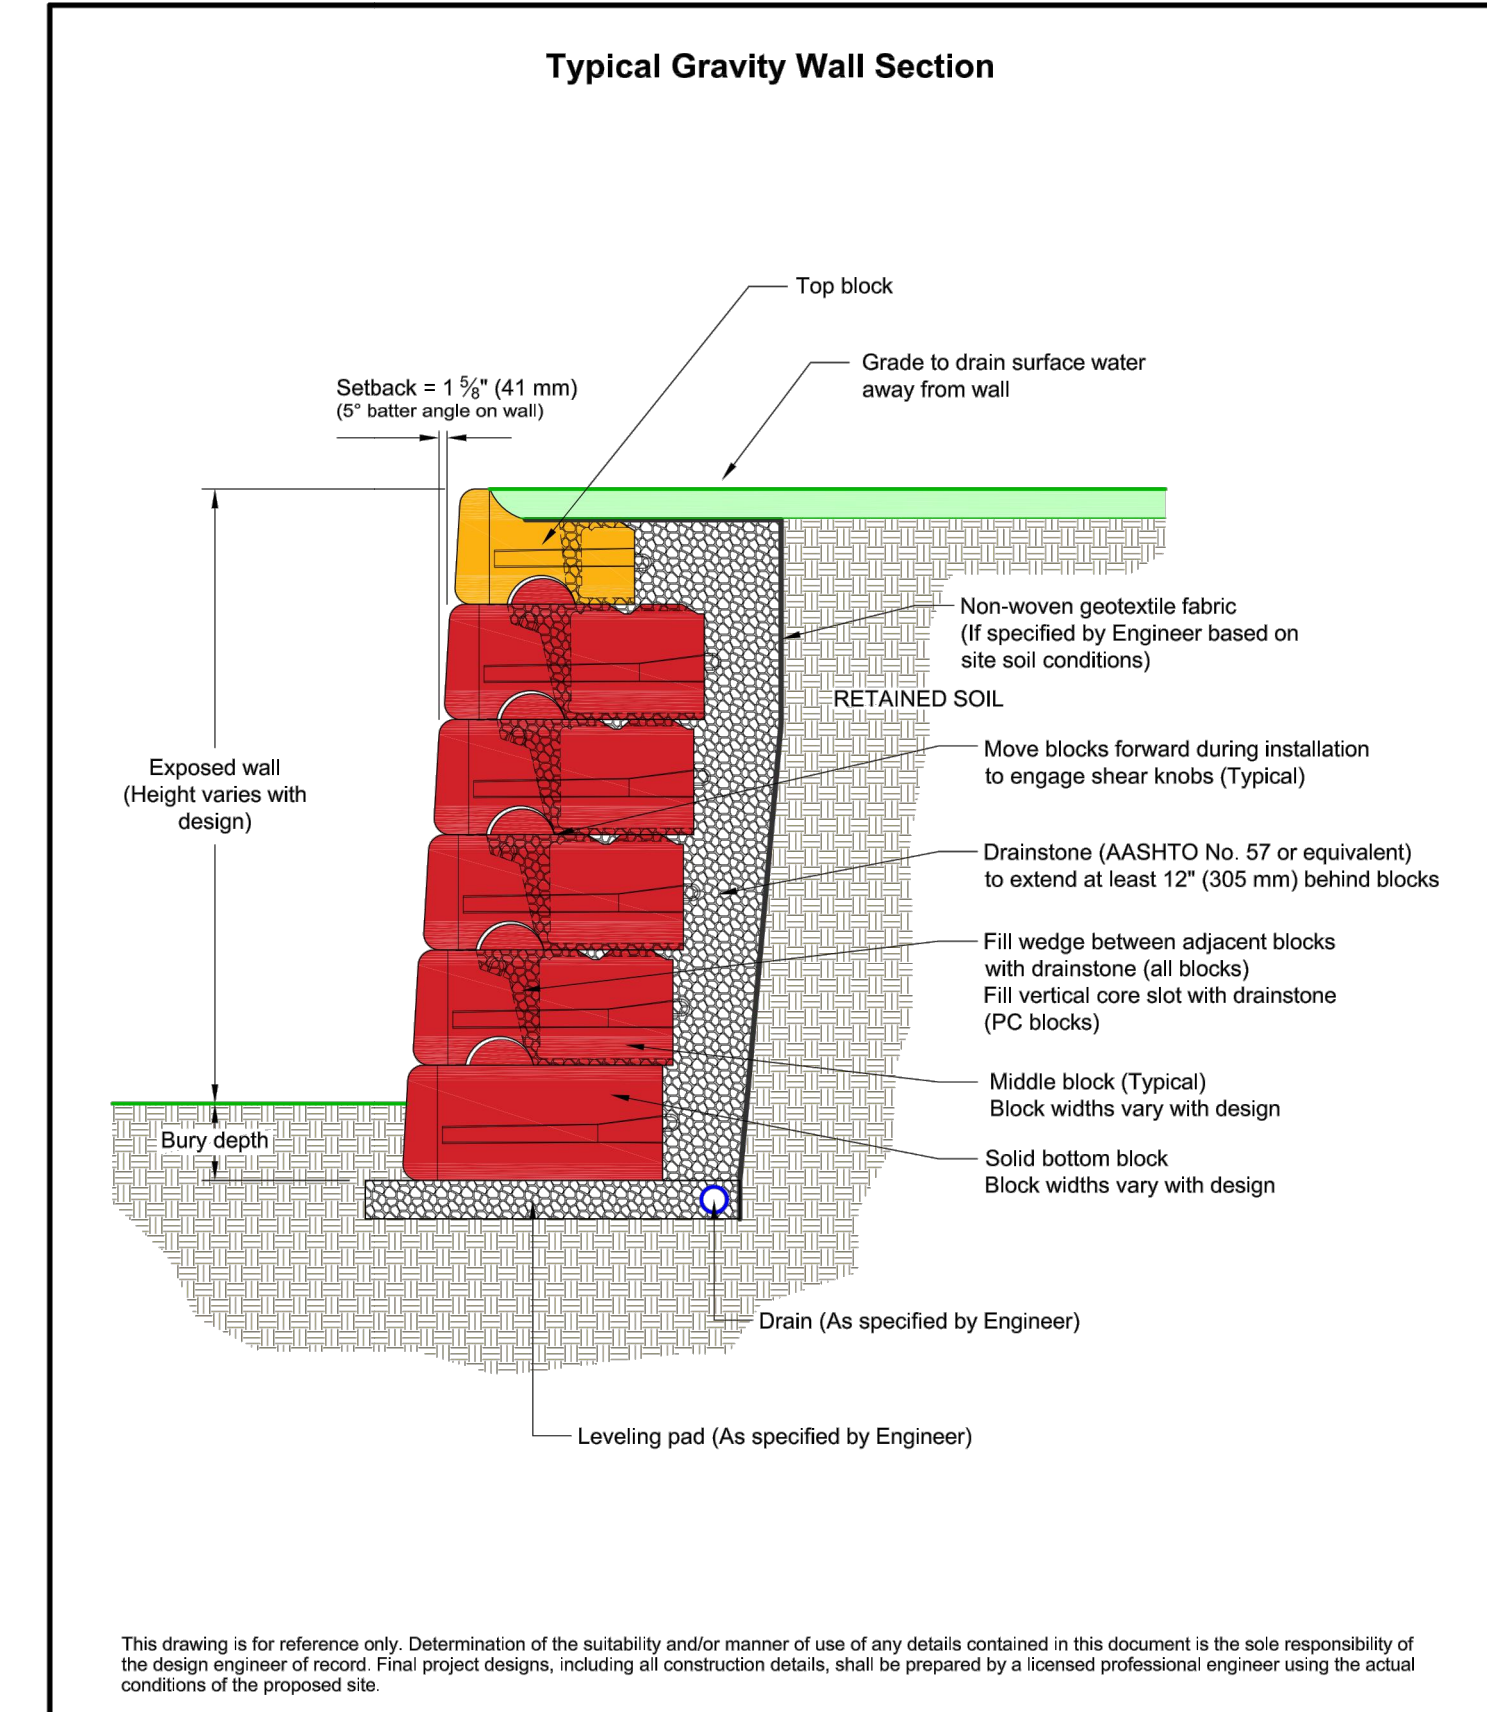 Typical Gravity Wall Section
Top block
Grade to drain surface water
away from wall
Setback = 1 ⅝" (41 mm)
(5° batter angle on wall)
Non-woven geotextile fabric
(If specified by Engineer based on
site soil conditions)
RETAINED SOIL
Move blocks forward during installation
to engage shear knobs (Typical)
Exposed wall
(Height varies with
design)
Drainstone (AASHTO No. 57 or equivalent)
to extend at least 12" (305 mm) behind blocks
Fill wedge between adjacent blocks
with drainstone (all blocks)
Fill vertical core slot with drainstone
(PC blocks)
Middle block (Typical)
Block widths vary with design
Bury depth
Solid bottom block
Block widths vary with design
Drain (As specified by Engineer)
Leveling pad (As specified by Engineer)
This drawing is for reference only. Determination of the suitability and/or manner of use of any details contained in this document is the sole responsibility of
the design engineer of record. Final project designs, including all construction details, shall be prepared by a licensed professional engineer using the actual
conditions of the proposed site.